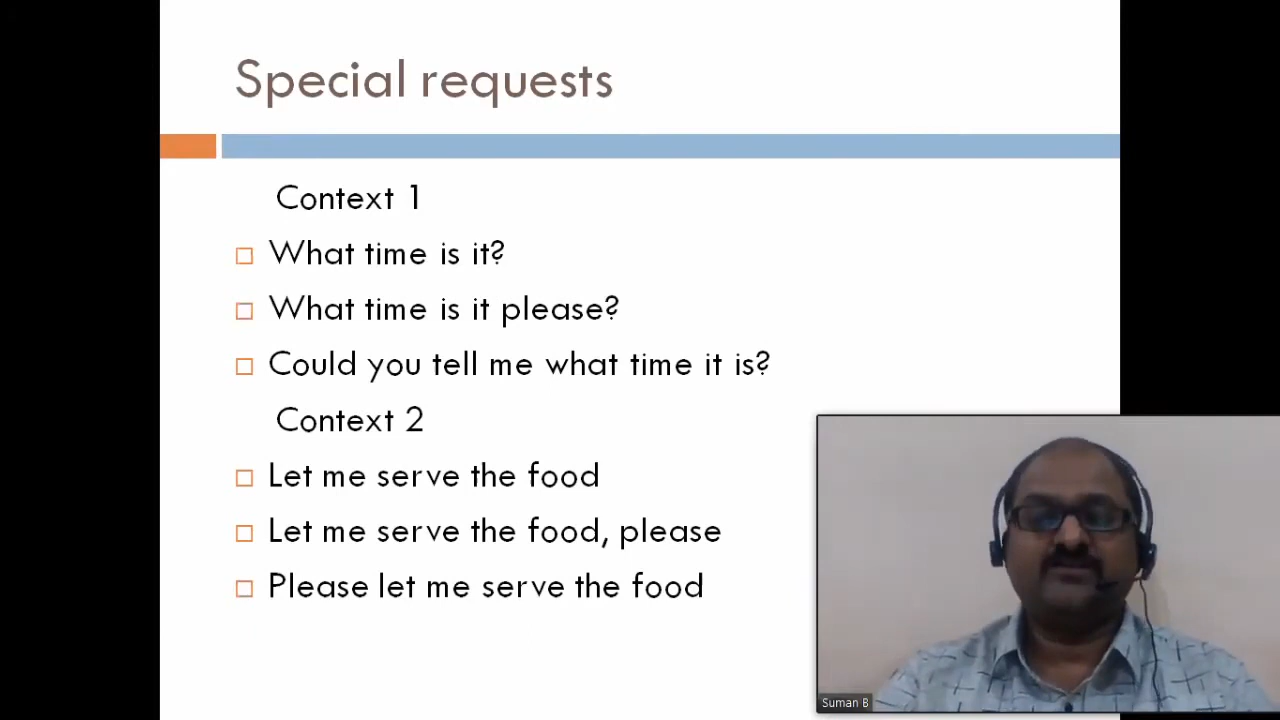 Special requests
Context 1
What time is it?
What time is it please?
Could you tell me what time it is?
Context 2
Let me serve the food
Let me serve the food, please
Please let me serve the food
Suman B